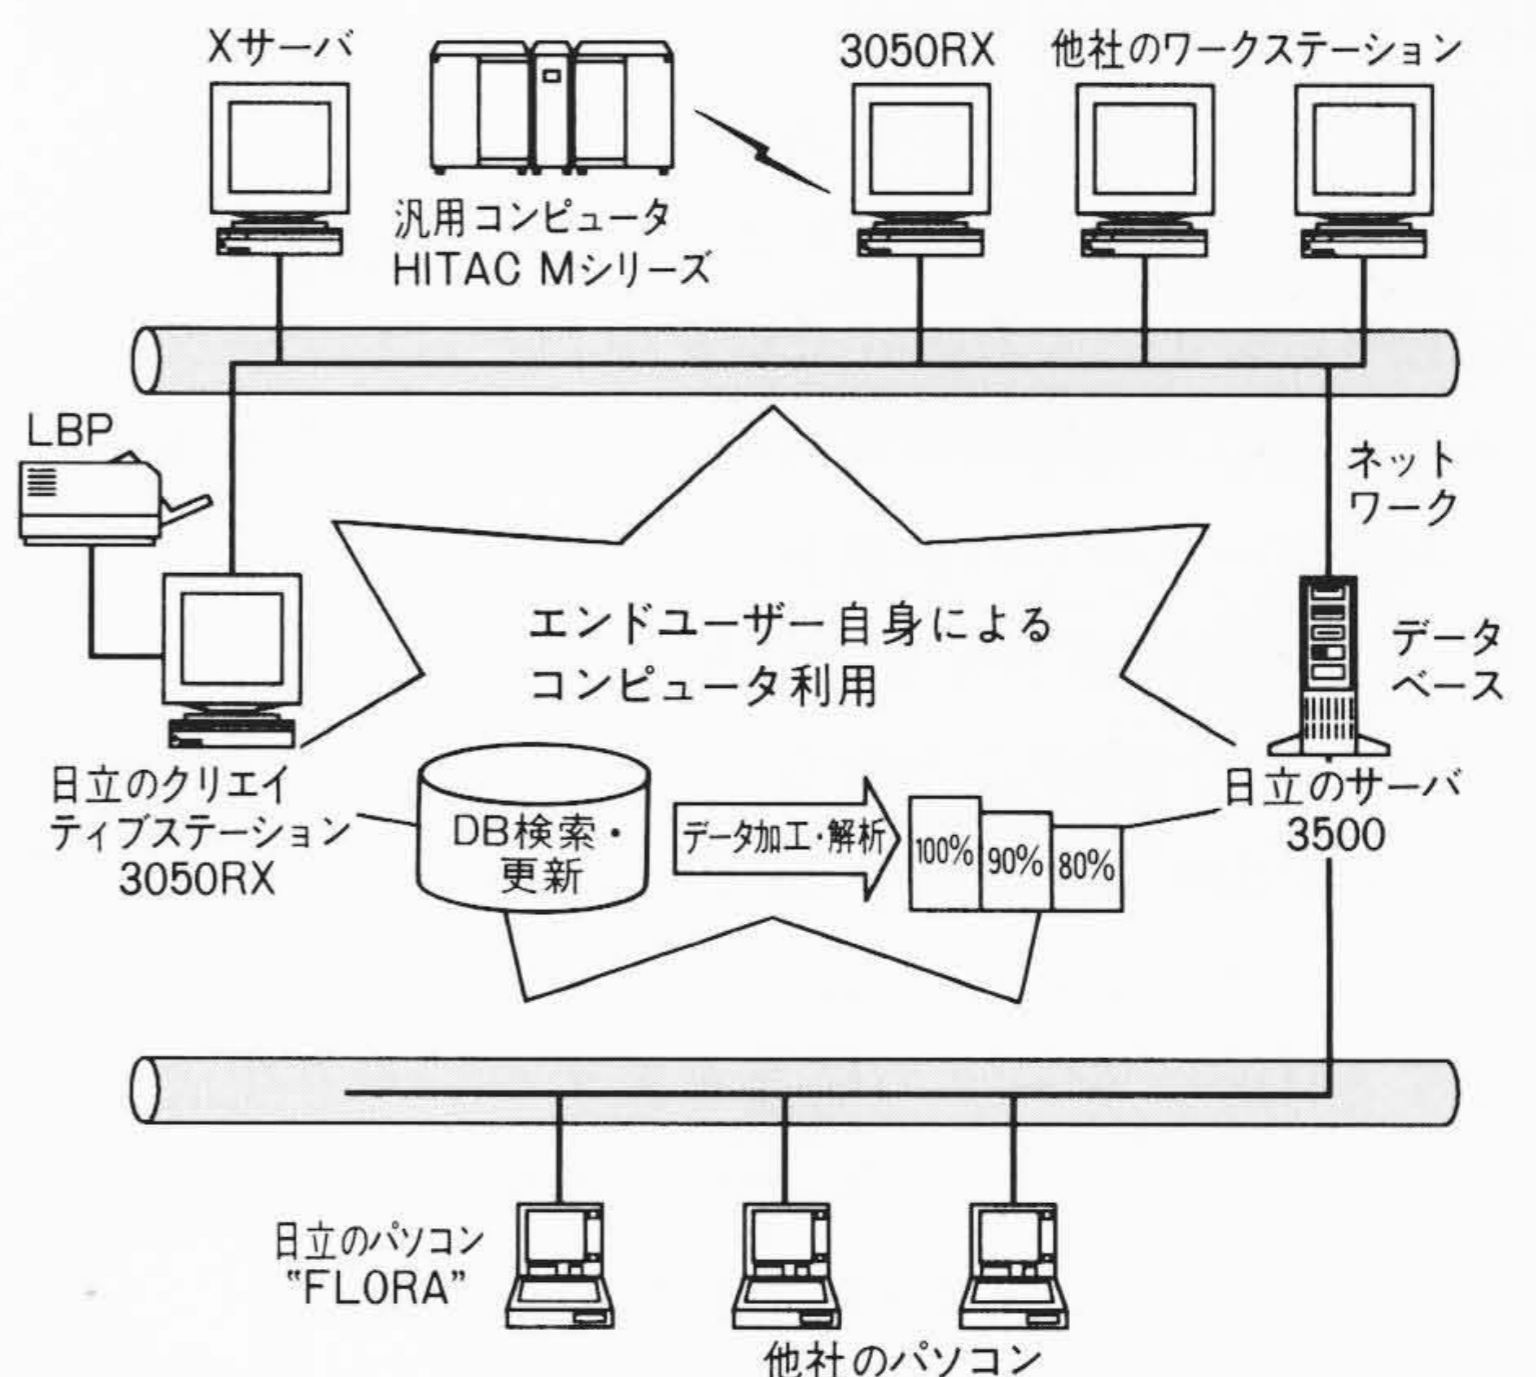 Xサーバ
汎用コンピュータ
HITAC Mシリーズ
3050RX
他社のワークステーション
LBP
ネット
ワーク
エンドユーザー自身による
コンピュータ利用
データ
ベース
日立のクリエイ
ティブステーション
3050RX
DB検索・
更新
データ加工・解析
100%
90%
80%
日立のサーバ
3500
日立のパソコン
“FLORA”
他社のパソコン